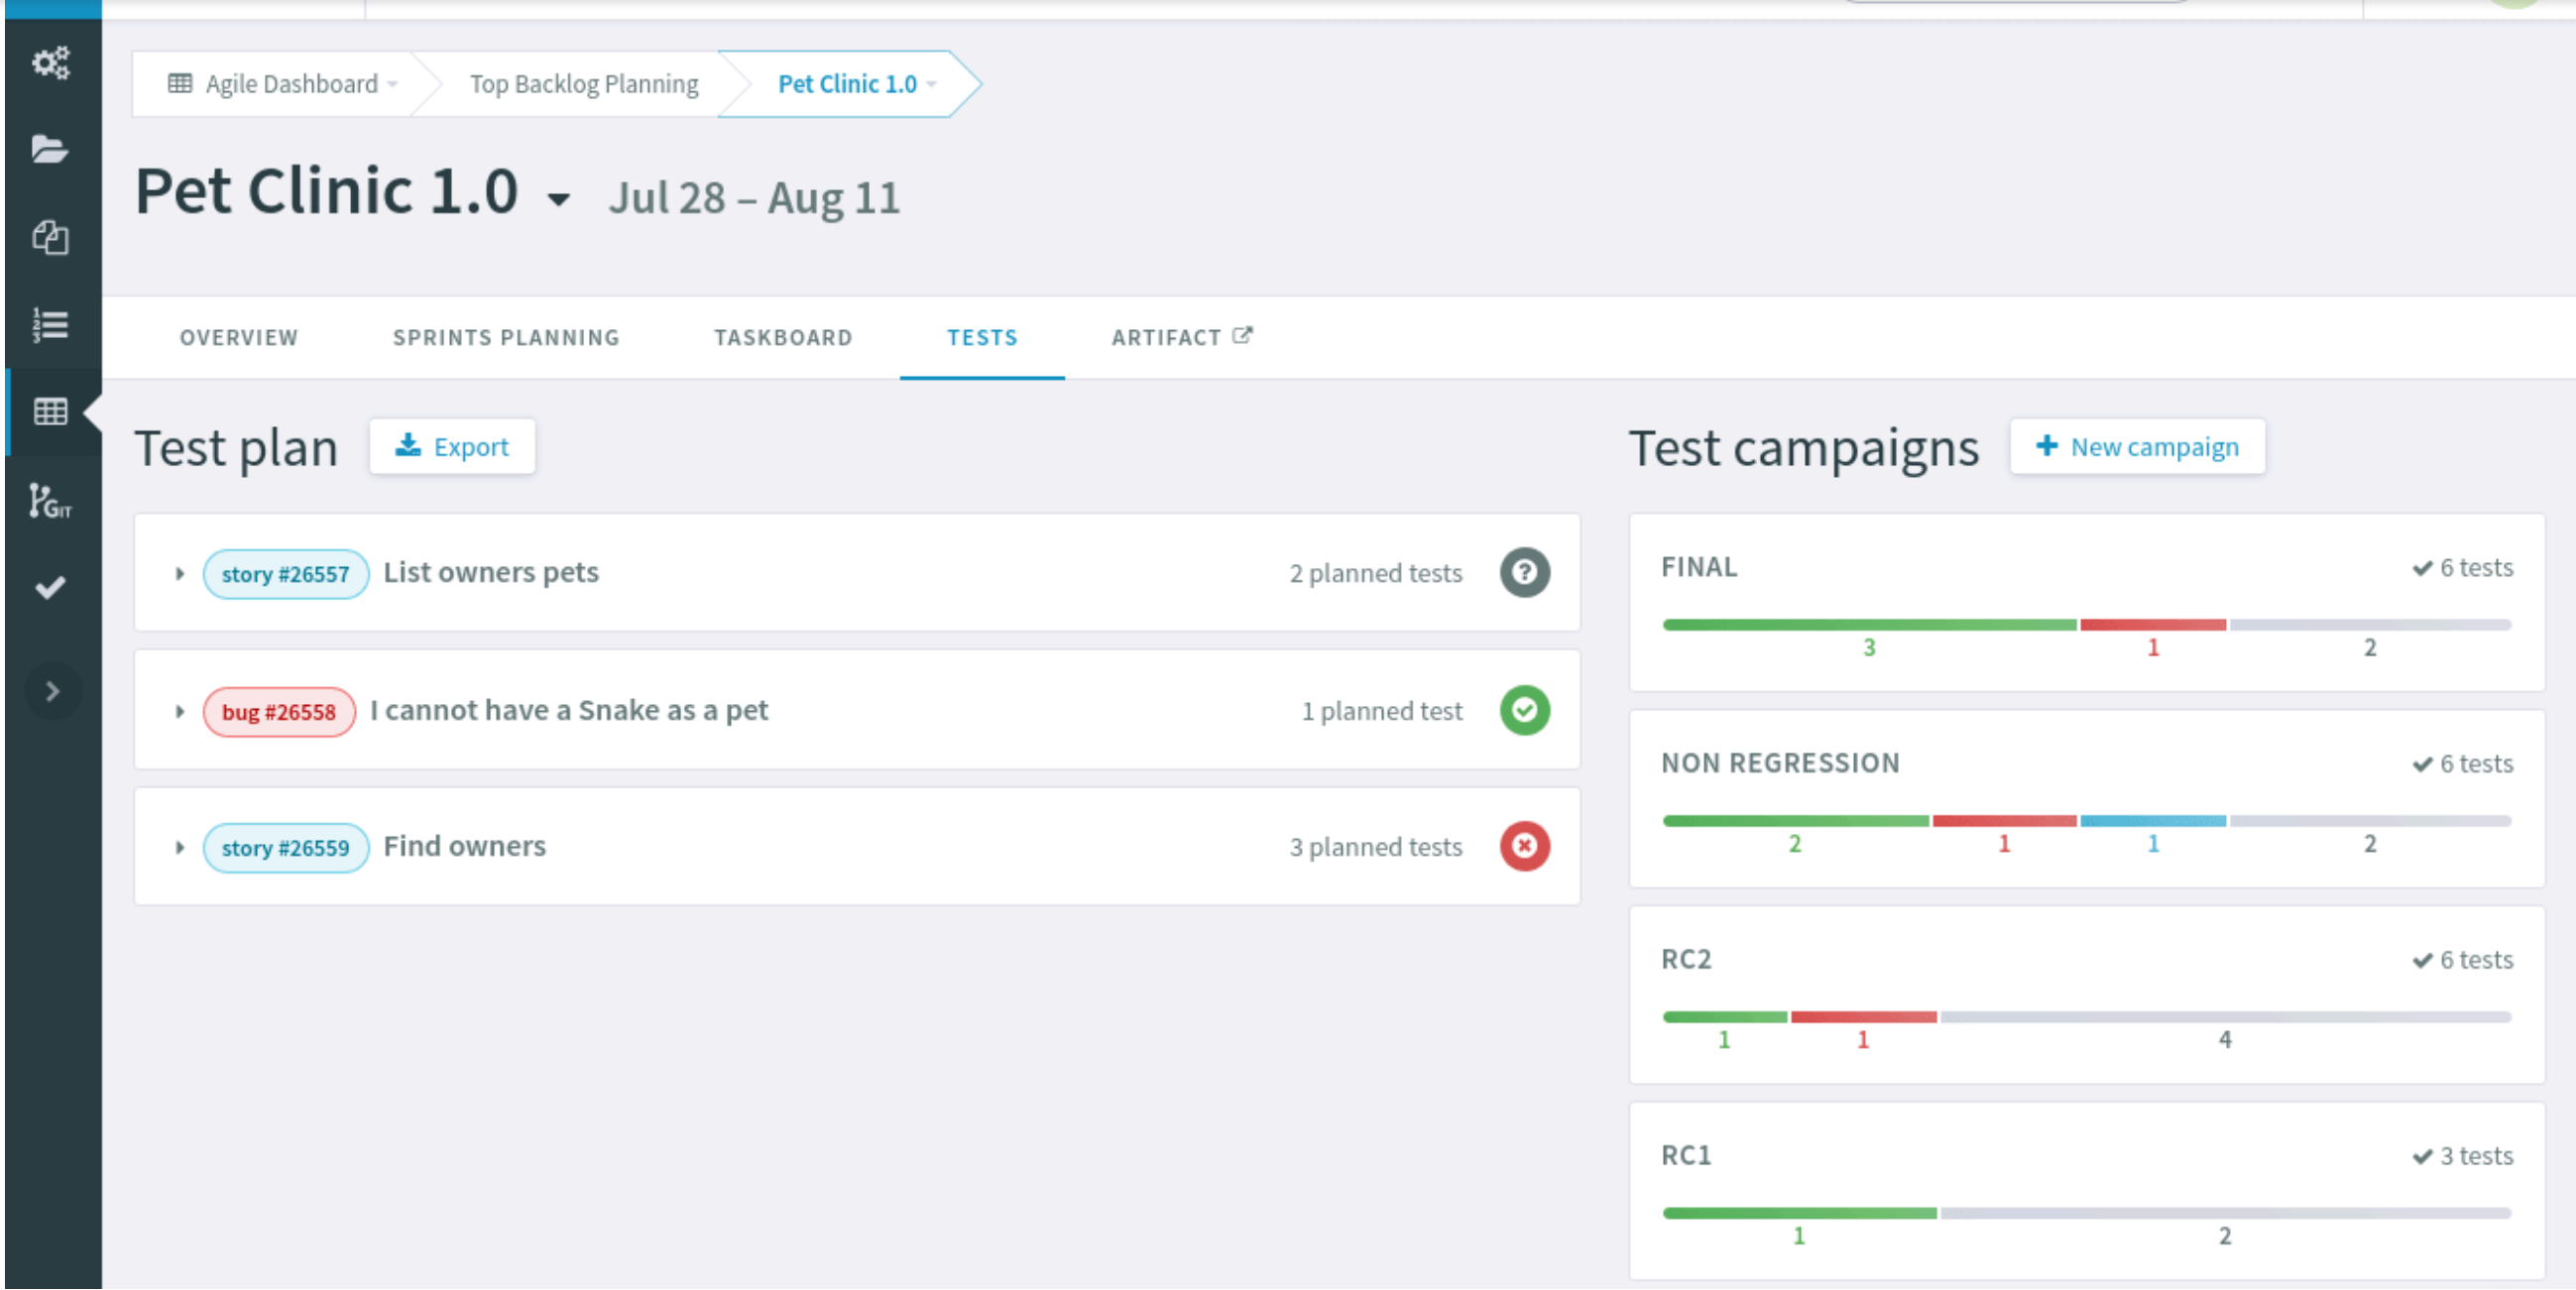 Agile Dashboard
Top Backlog Planning
Pet Clinic 1.0
Pet Clinic 1.0
Jul 28 – Aug 11
OVERVIEW
SPRINTS PLANNING
TASKBOARD
TESTS
ARTIFACT
GIT
Test plan
Export
story #26557 List owners pets 2 planned tests
bug #26558 I cannot have a Snake as a pet 1 planned test
story #26559 Find owners 3 planned tests
Test campaigns
New campaign
FINAL 6 tests
3 1 2
NON REGRESSION 6 tests
2 1 1 2
RC2 6 tests
1 1 4
RC1 3 tests
1 2